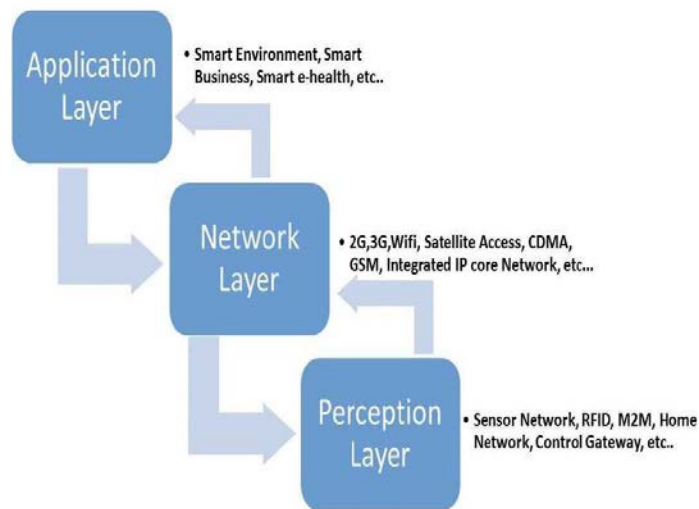 Application
Layer
• Smart Environment, Smart
Business, Smart e-health, etc..
Network
Layer
• 2G,3G,Wifi, Satellite Access, CDMA,
GSM, Integrated IP core Network, etc...
Perception
Layer
• Sensor Network, RFID, M2M, Home
Network, Control Gateway, etc..